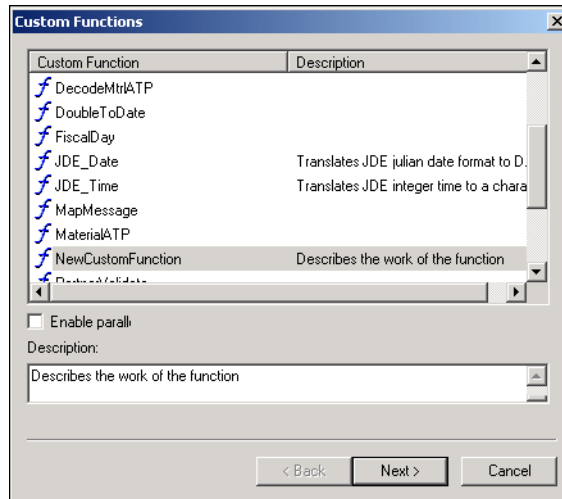 Custom Functions
Custom Function Description
DecodeMtrlATP
DoubleToDate
FiscalDay
JDE_Date Translates JDE julian date format to D.
JDE_Time Translates JDE integer time to a chara
MapMessage
MaterialATP
NewCustomFunction Describes the work of the function
Enable parall
Description:
Describes the work of the function
< Back Next > Cancel